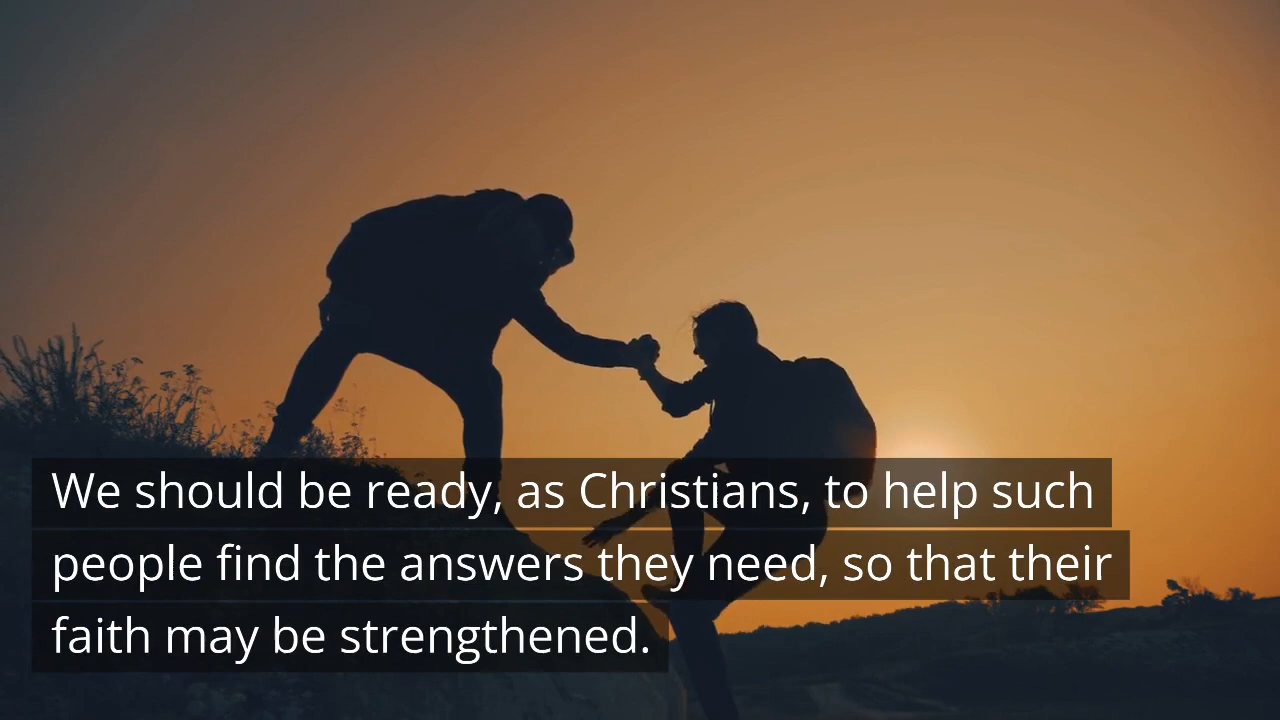 We should be ready, as Christians, to help such
people find the answers they need, so that their
faith may be strengthened.